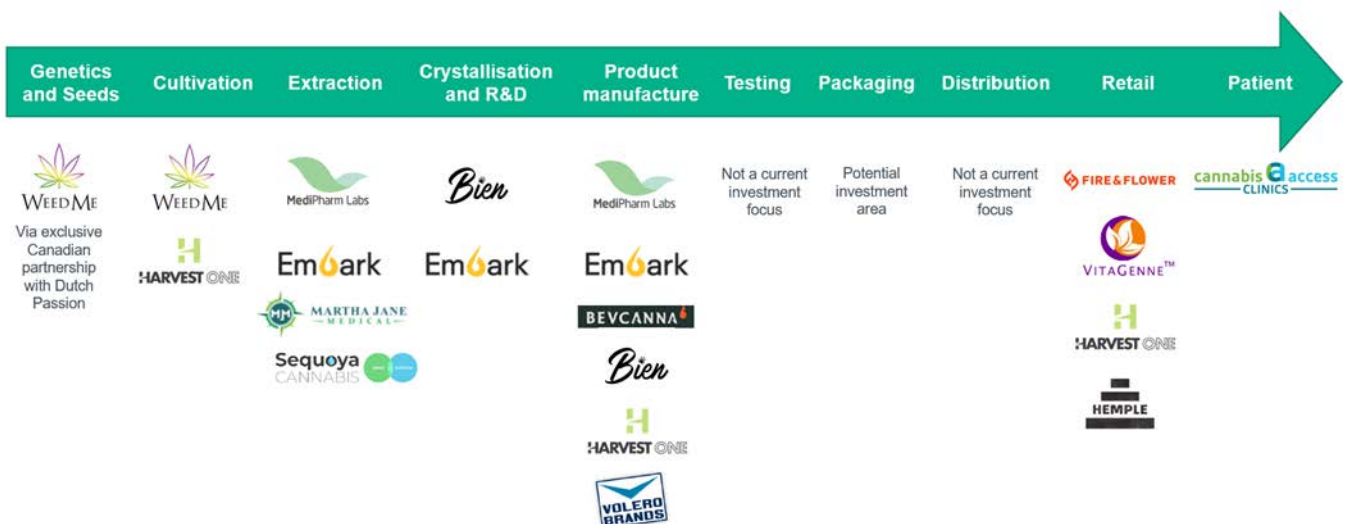 Genetics
and Seeds
Cultivation
Extraction
Crystallisation
and R&D
Product
manufacture
Testing
Packaging
Distribution
Retail
Patient
WEEDME
Via exclusive
Canadian
partnership
with Dutch
Passion
WEEDME
HARVEST ONE
MediPharm Labs
Embark
MJM
MARTHA JANE
MEDICAL
Sequoya
CANNABIS
Bien
Embark
MediPharm Labs
Embark
BEVCANNA
Bien
HARVEST ONE
VOLERO
BRANDS
Not a current
investment
focus
Potential
investment
area
Not a current
investment
focus
FIRE&FLOWER
VITAGENNE™
HARVEST ONE
HEMPLE
cannabis a access
CLINICS